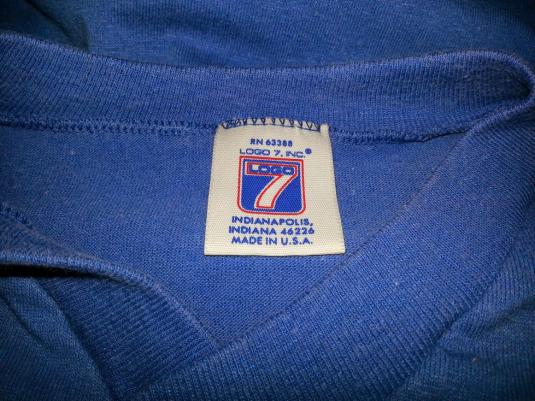 RN 63388
LOGO 7, INC.®
LOGO
7
INDIANAPOLIS,
INDIANA 46226
MADE IN U.S.A.